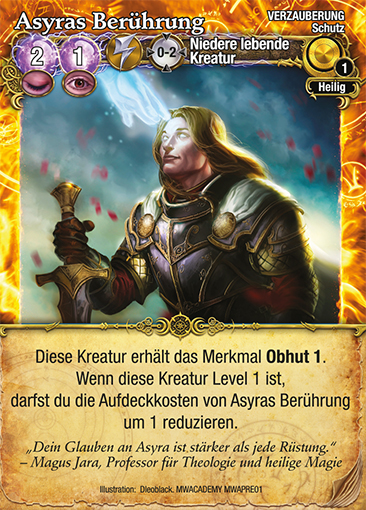 Asyras Berührung
VERZAUBERUNG
Schutz
2 1 0-2 Niedere lebende
Kreatur
1
Heilig
Diese Kreatur erhält das Merkmal Obhut 1.
Wenn diese Kreatur Level 1 ist,
darfst du die Aufdeckkosten von Asyras Berührung
um 1 reduzieren.
„Dein Glauben an Asyra ist stärker als jede Rüstung.“
– Magus Jara, Professor für Theologie und heilige Magie
Illustration: Dleoblack. MWACADEMY MWAPRE01